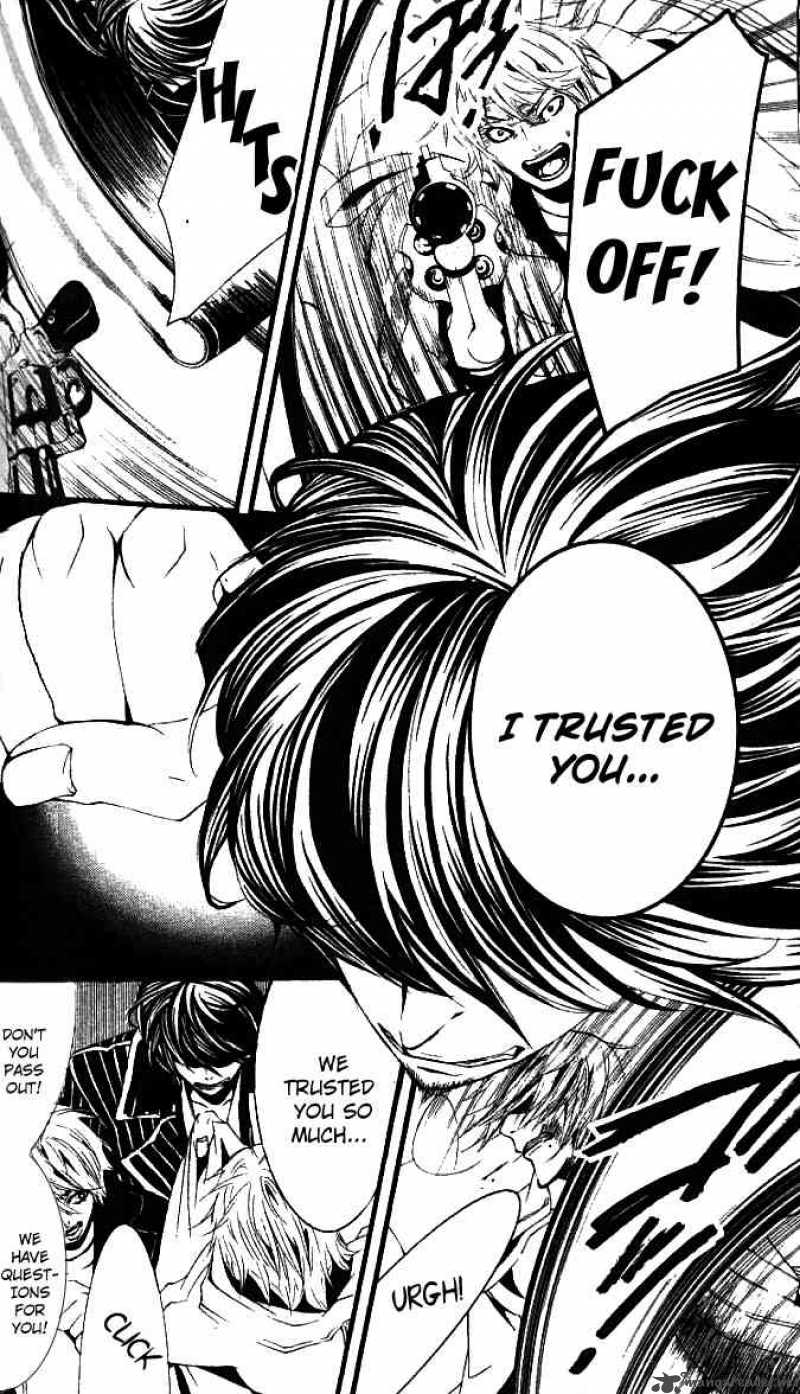 FUCK
OFF!
HITS
I TRUSTED
YOU...
URGH!
WE
TRUSTED
YOU SO
MUCH...
DON'T
YOU
PASS
OUT!
WE
HAVE
QUEST-
IONS
FOR
YOU!
CLICK